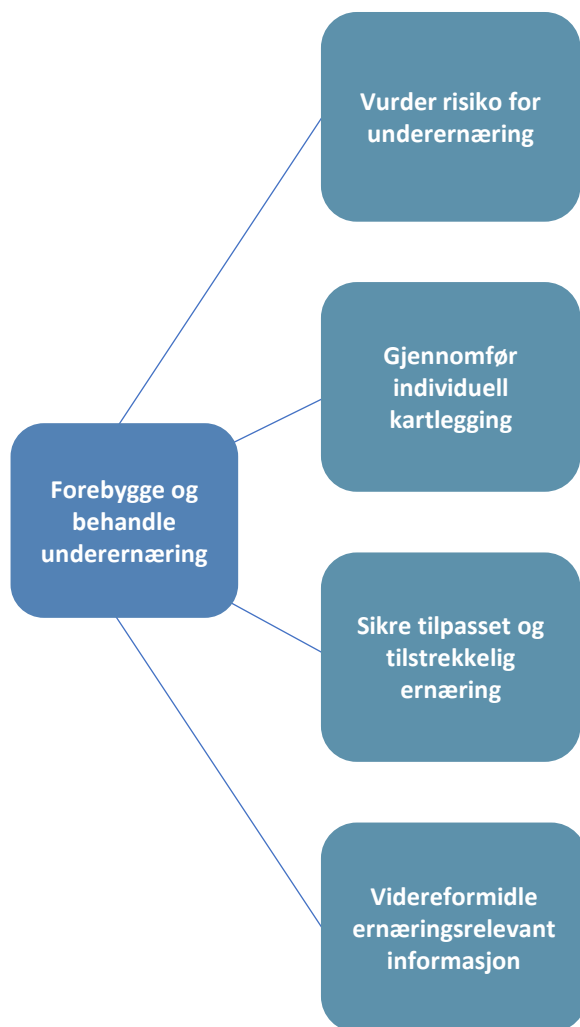 Vurder risiko for
underernæring
Gjennomfør
individuell
kartlegging
Forebygge og
behandle
underernæring
Sikre tilpasset og
tilstrekkelig
ernæring
Videreformidle
ernæringsrelevant
informasjon